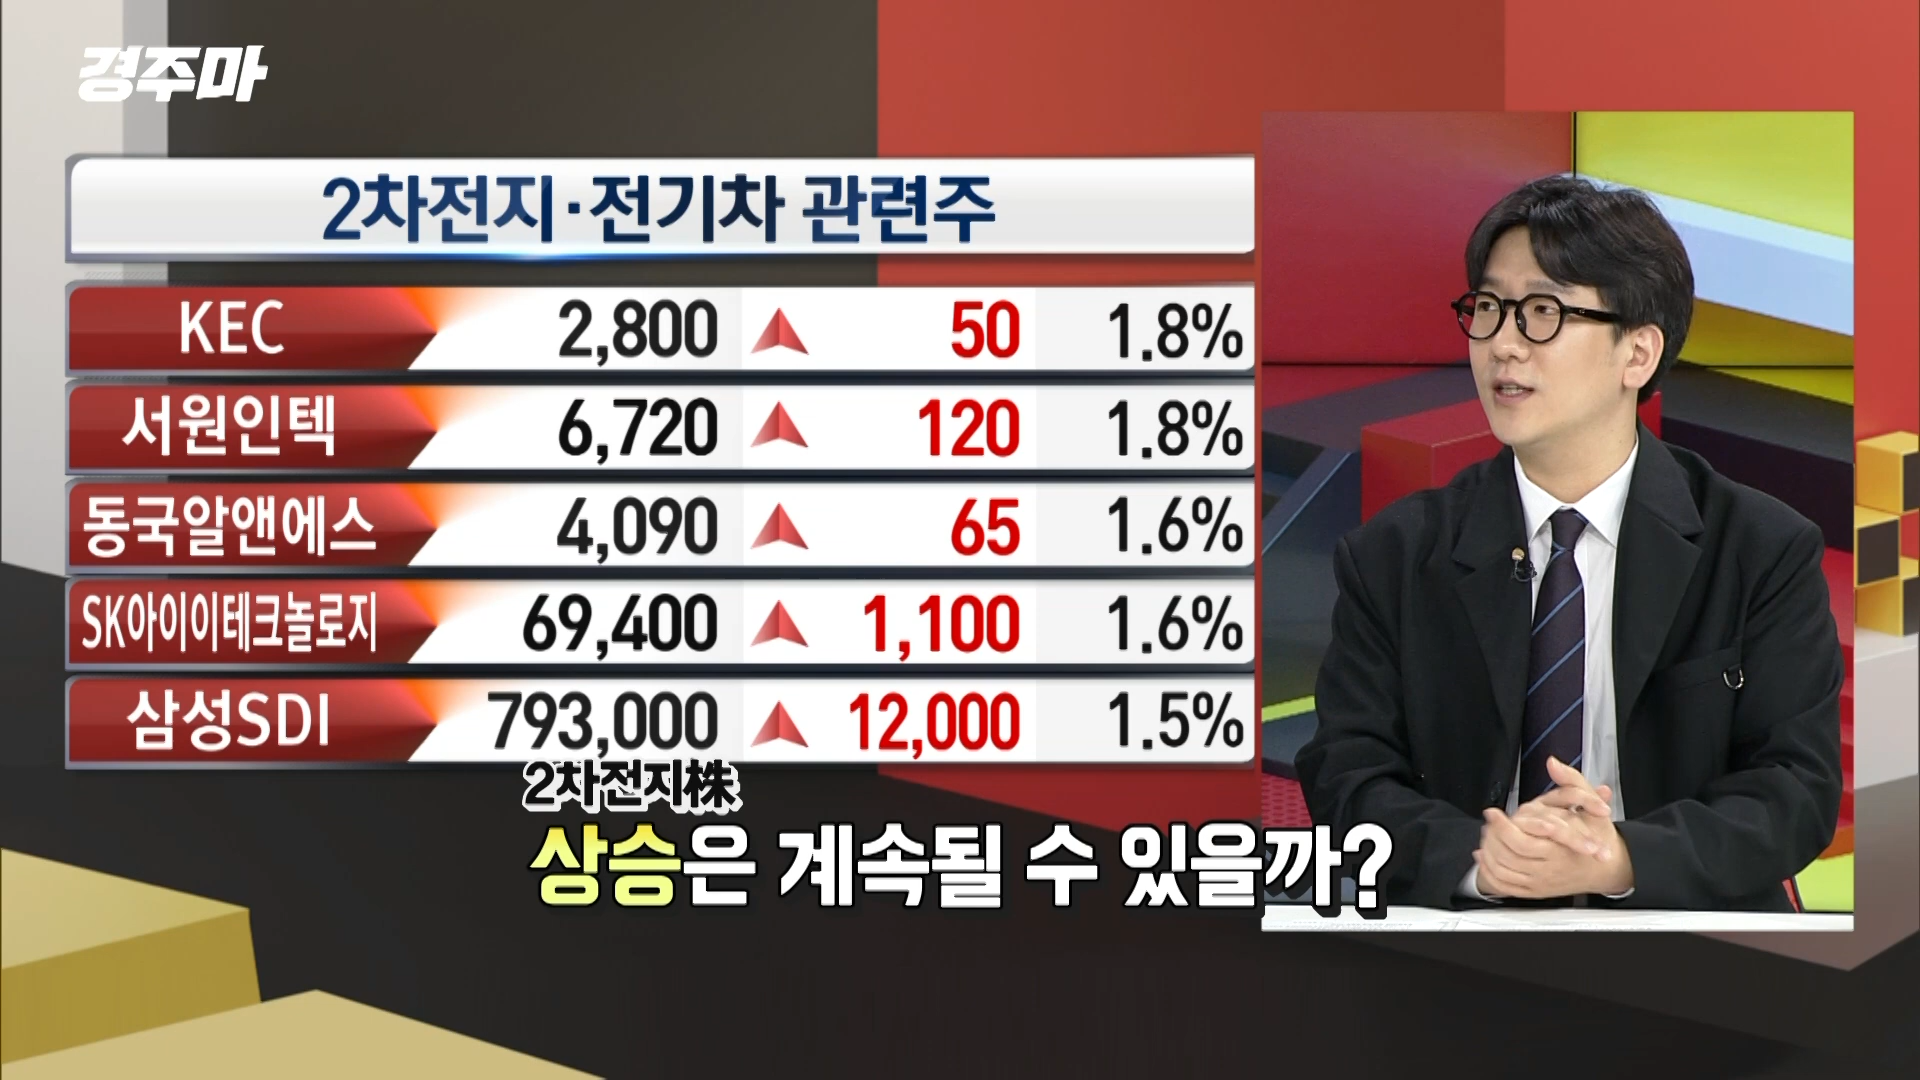 경주마
2차전지·전기차 관련주
KEC 2,800 ▲ 50 1.8%
서원인텍 6,720 ▲ 120 1.8%
동국알앤에스 4,090 ▲ 65 1.6%
SK아이이테크놀로지 69,400 ▲ 1,100 1.6%
삼성SDI 793,000 ▲ 12,000 1.5%
2차전지株
상승은 계속될 수 있을까?